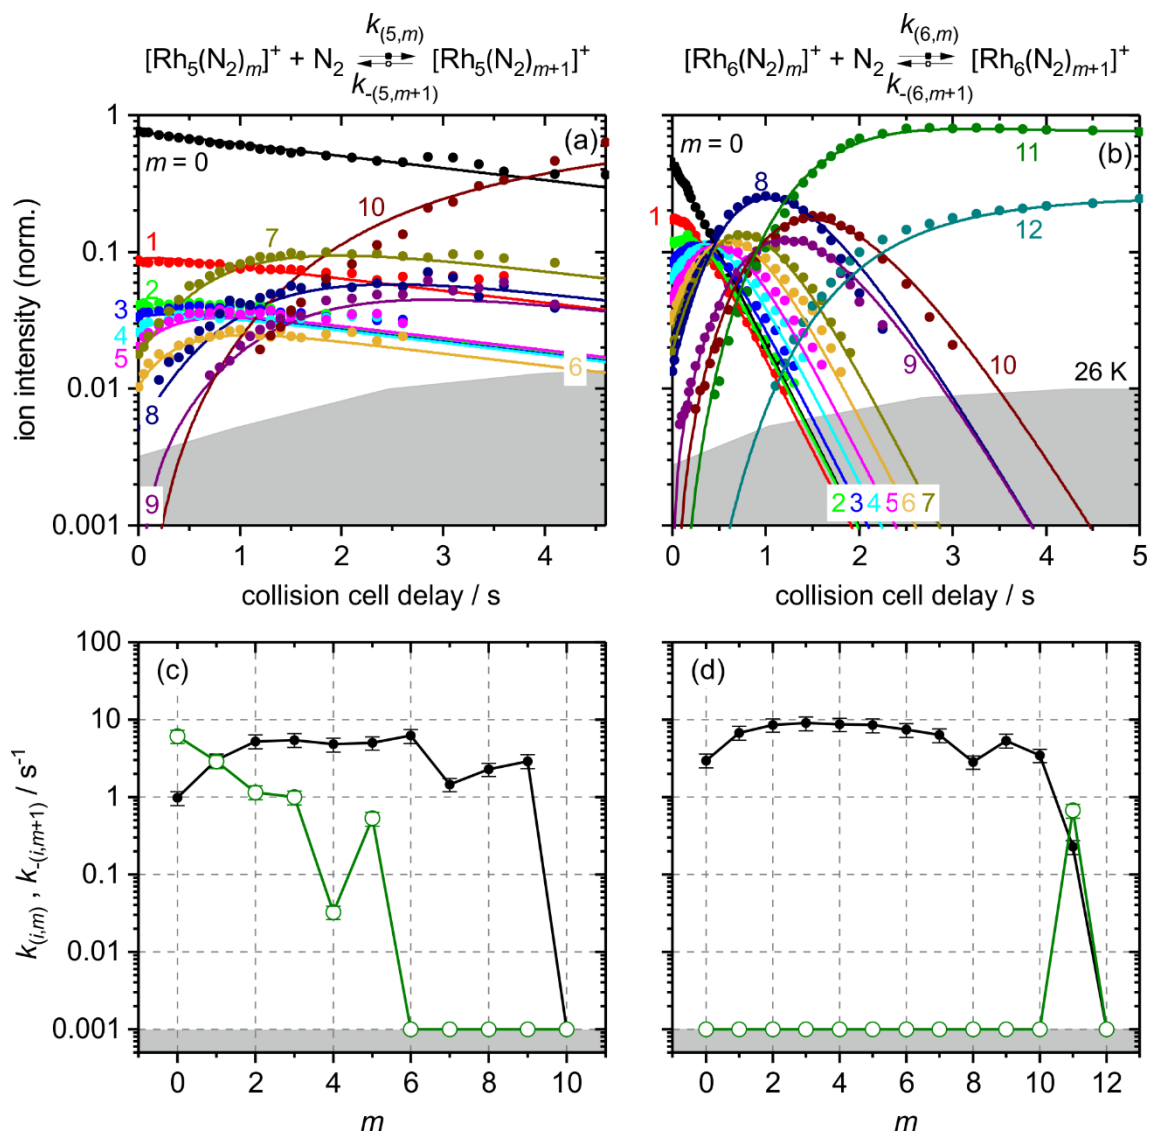 k(5,m)
[Rh5(N2)m]+ + N2 ⇌ [Rh5(N2)m+1]+
k-(5,m+1)
k(6,m)
[Rh6(N2)m]+ + N2 ⇌ [Rh6(N2)m+1]+
k-(6,m+1)
ion intensity (norm.)
1
0.1
0.01
0.001
(a)
m = 0
1
2
3
4
5
7
10
8
6
9
0 1 2 3 4
collision cell delay / s
(b)
m = 0
1
8
11
12
9
10
26 K
2 3 4 5 6 7
0 1 2 3 4 5
collision cell delay / s
k(i,m) , k-(i,m+1) / s-1
100
10
1
0.1
0.01
0.001
(c)
0 2 4 6 8 10
m
(d)
0 2 4 6 8 10 12
m